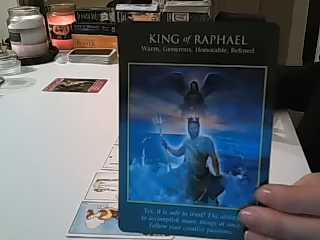 KING of RAPHAEL
Warm, Generous, Honorable, Refined
Yes, it is safe to trust! The ability
to accomplish many things at once.
Follow your creative passions.